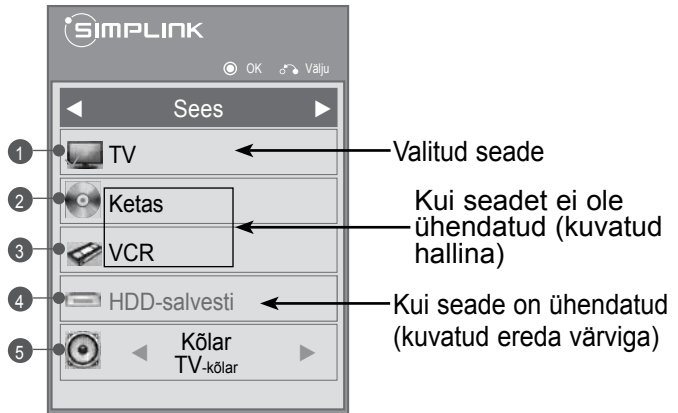 SIMPLINK
OK Välju
Sees
1 TV
Valitud seade
2 Ketas
3 VCR
Kui seadet ei ole
ühendatud (kuvatud
hallina)
4 HDD-salvesti
Kui seade on ühendatud
(kuvatud ereda värviga)
5 Kõlar
TV-kõlar